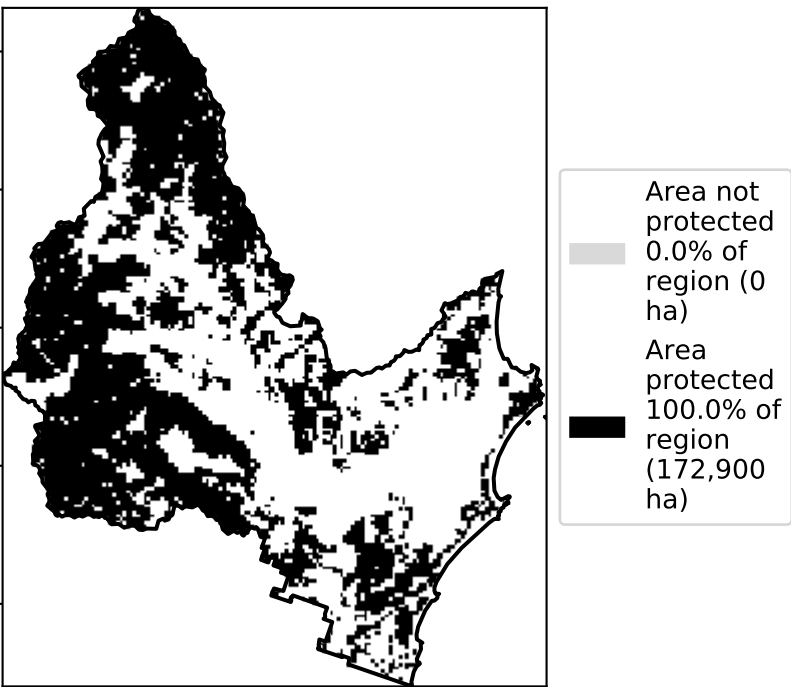 Area not
protected
0.0% of
region (0
ha)
Area
protected
100.0% of
region
(172,900
ha)